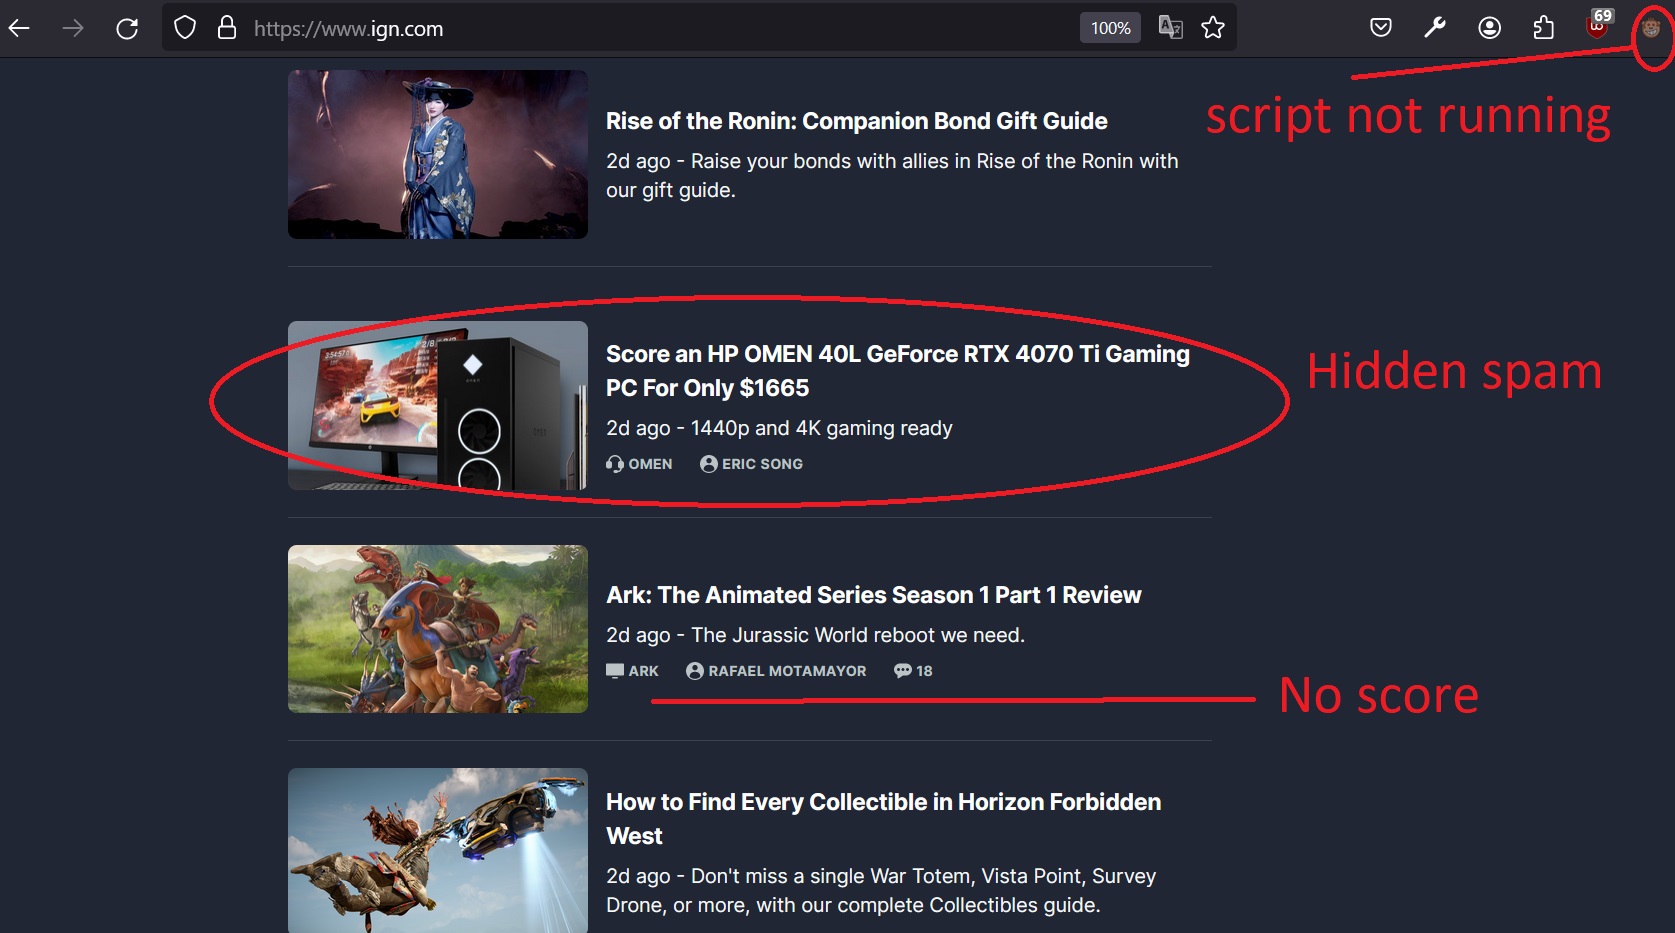 https://www.ign.com
100%
69
script not running
Rise of the Ronin: Companion Bond Gift Guide
2d ago - Raise your bonds with allies in Rise of the Ronin with
our gift guide.
Score an HP OMEN 40L GeForce RTX 4070 Ti Gaming
PC For Only $1665
2d ago - 1440p and 4K gaming ready
OMEN ERIC SONG
Hidden spam
Ark: The Animated Series Season 1 Part 1 Review
2d ago - The Jurassic World reboot we need.
ARK RAFAEL MOTAMAYOR 18
No score
How to Find Every Collectible in Horizon Forbidden
West
2d ago - Don't miss a single War Totem, Vista Point, Survey
Drone, or more, with our complete Collectibles guide.